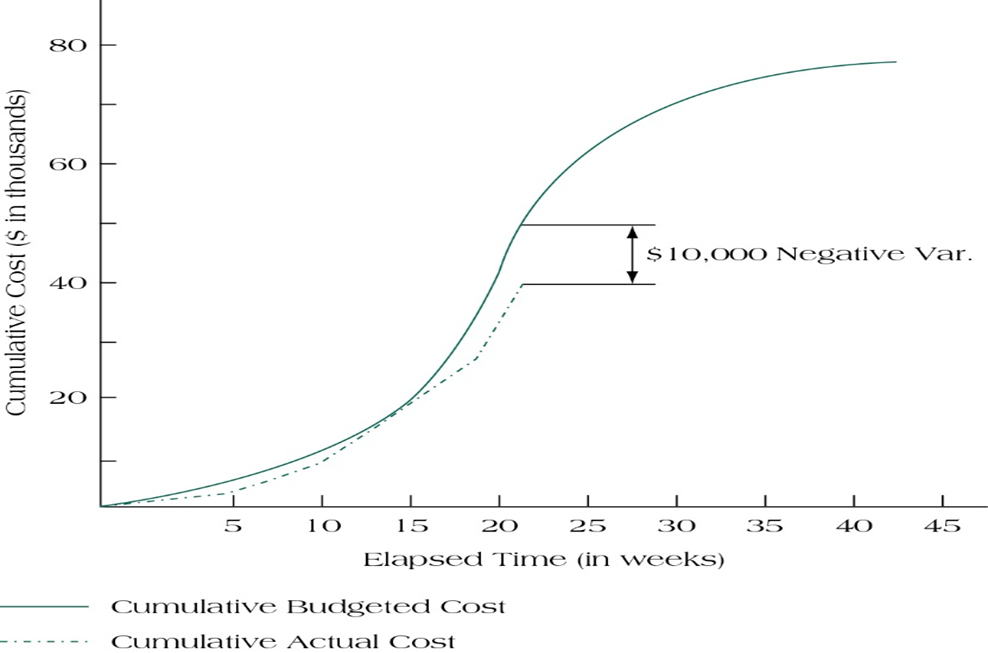 80
60
40
20
Cumulative Cost ($ in thousands)
$10,000 Negative Var.
5 10 15 20 25 30 35 40 45
Elapsed Time (in weeks)
Cumulative Budgeted Cost
Cumulative Actual Cost